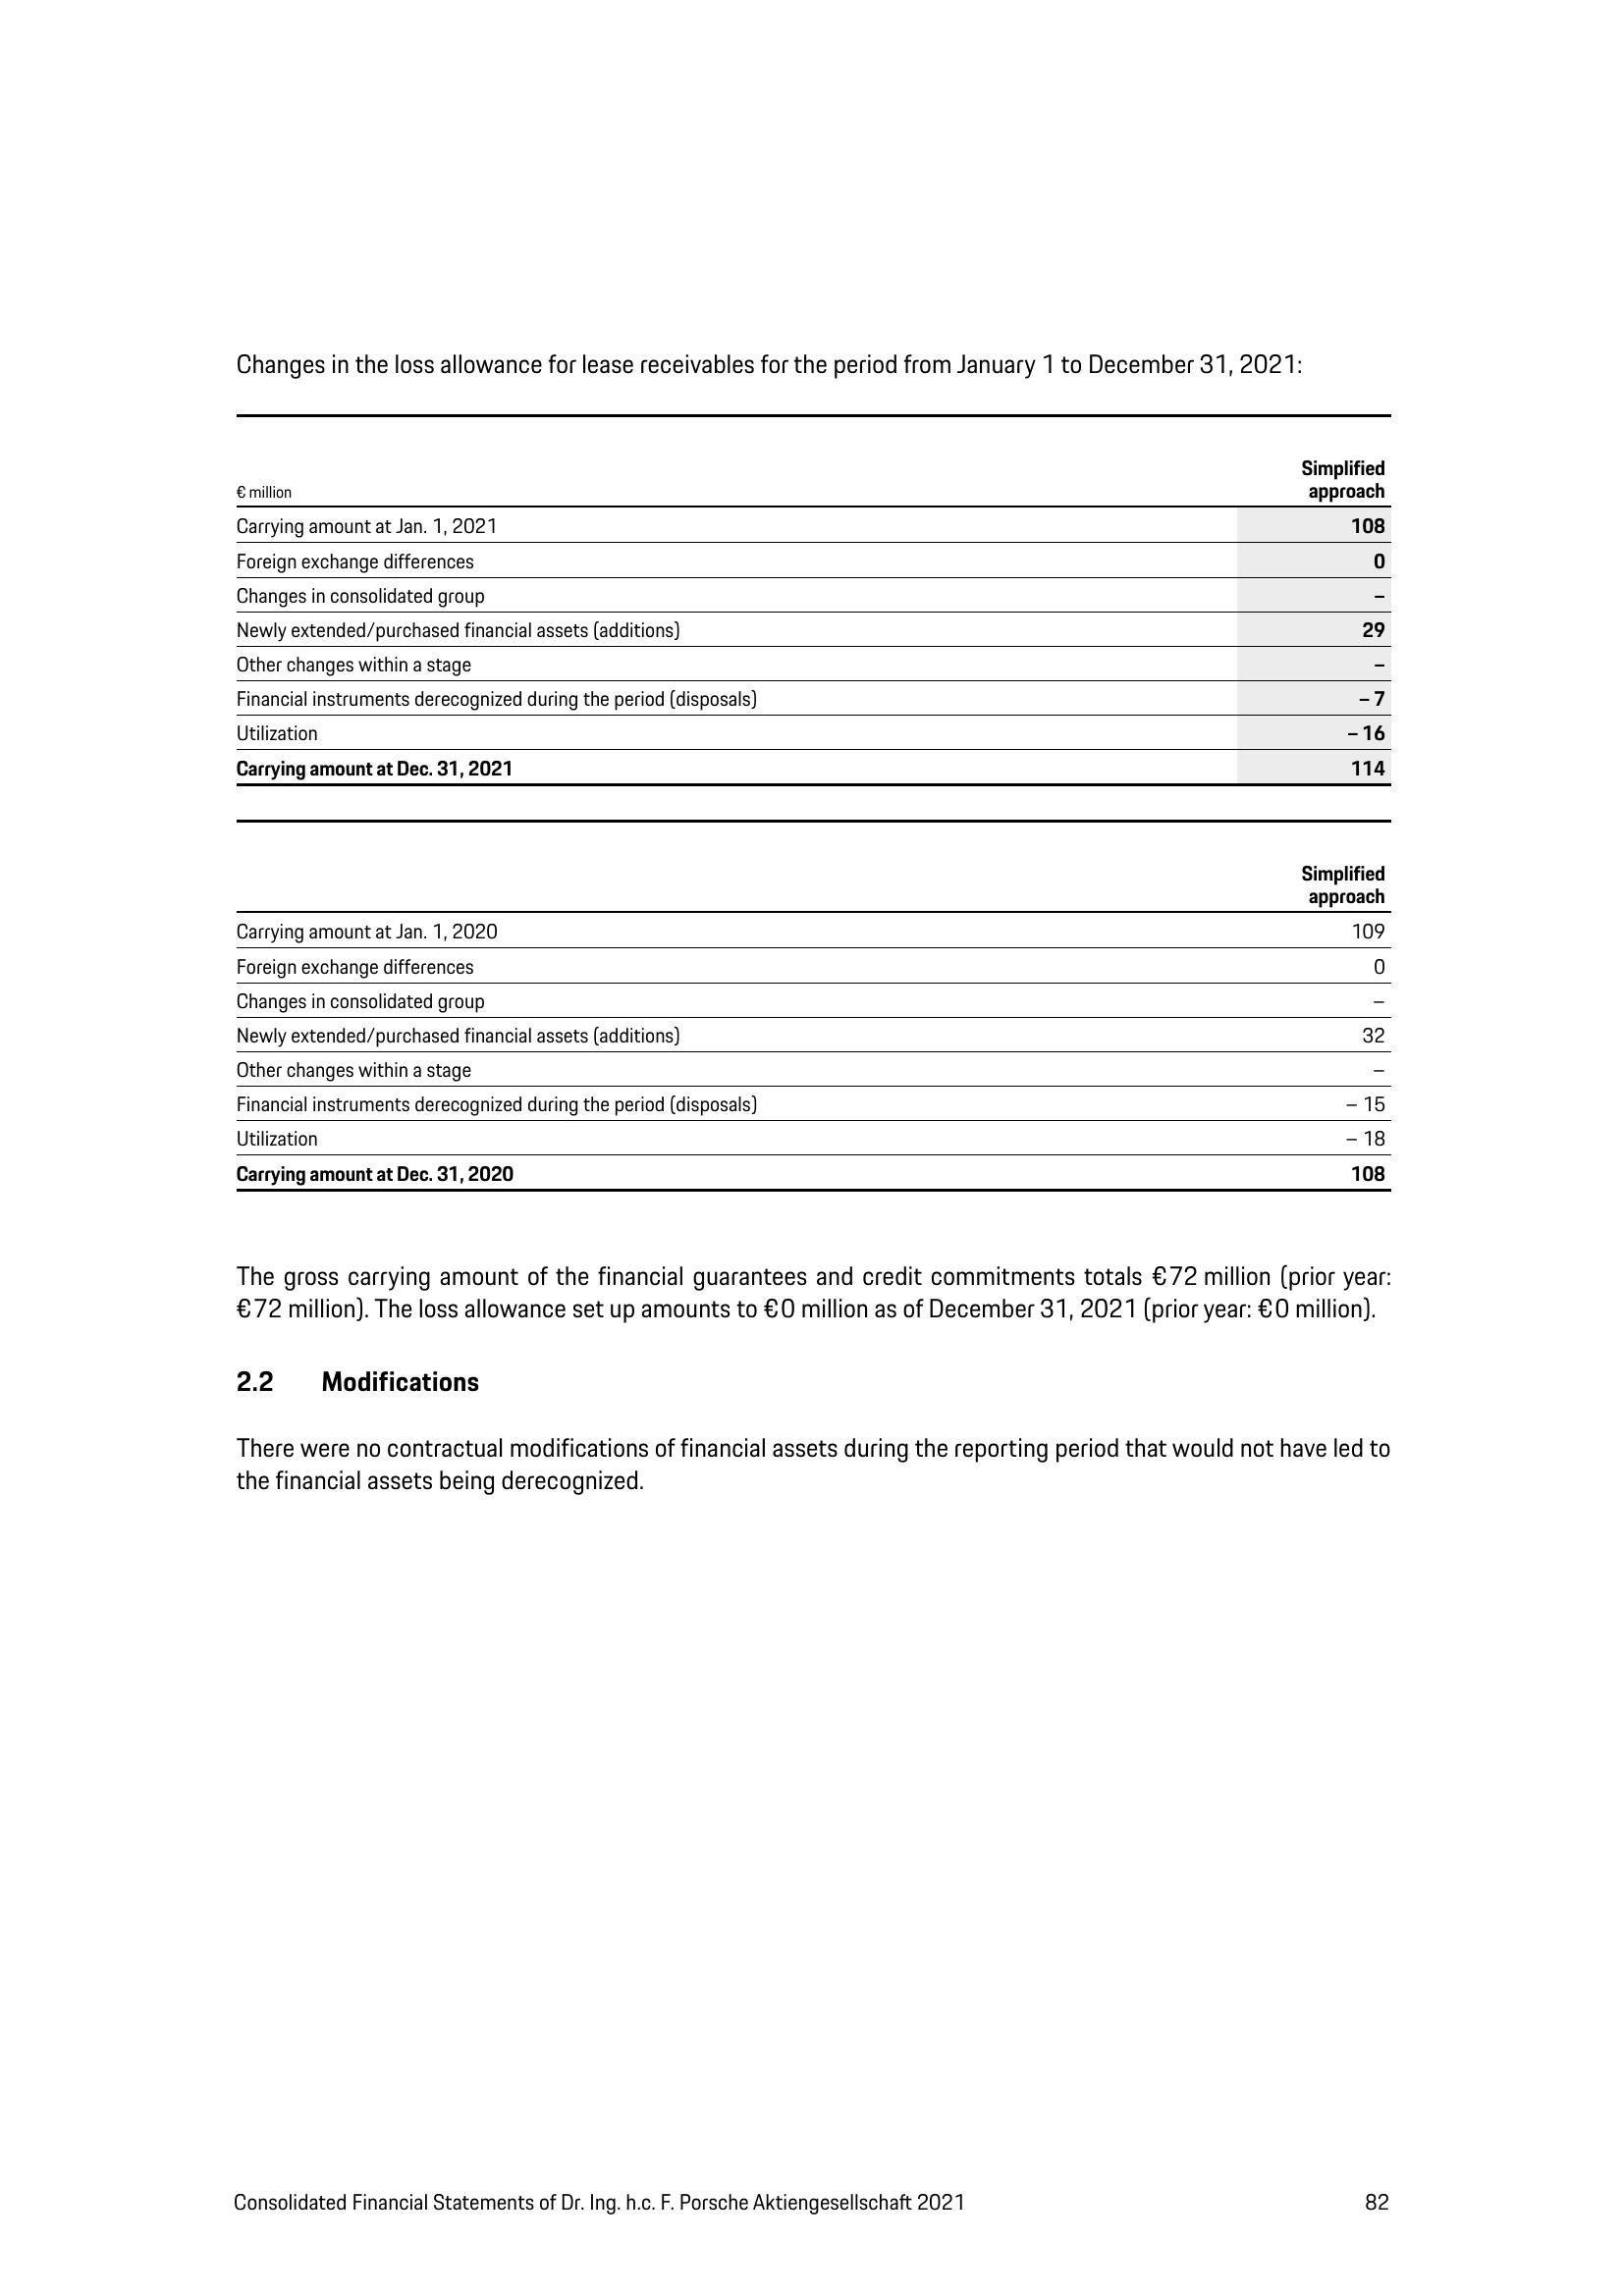 Changes in the loss allowance for lease receivables for the period from January 1 to December 31, 2021:
Simplified
€ million approach
Carrying amount at Jan. 1, 2021 108
Foreign exchange differences 0
Changes in consolidated group –
Newly extended/purchased financial assets (additions) 29
Other changes within a stage –
Financial instruments derecognized during the period (disposals) – 7
Utilization – 16
Carrying amount at Dec. 31, 2021 114
Simplified
approach
Carrying amount at Jan. 1, 2020 109
Foreign exchange differences 0
Changes in consolidated group –
Newly extended/purchased financial assets (additions) 32
Other changes within a stage –
Financial instruments derecognized during the period (disposals) – 15
Utilization – 18
Carrying amount at Dec. 31, 2020 108
The gross carrying amount of the financial guarantees and credit commitments totals €72 million (prior year:
€72 million). The loss allowance set up amounts to €0 million as of December 31, 2021 (prior year: €0 million).
2.2 Modifications
There were no contractual modifications of financial assets during the reporting period that would not have led to
the financial assets being derecognized.
Consolidated Financial Statements of Dr. Ing. h.c. F. Porsche Aktiengesellschaft 2021 82